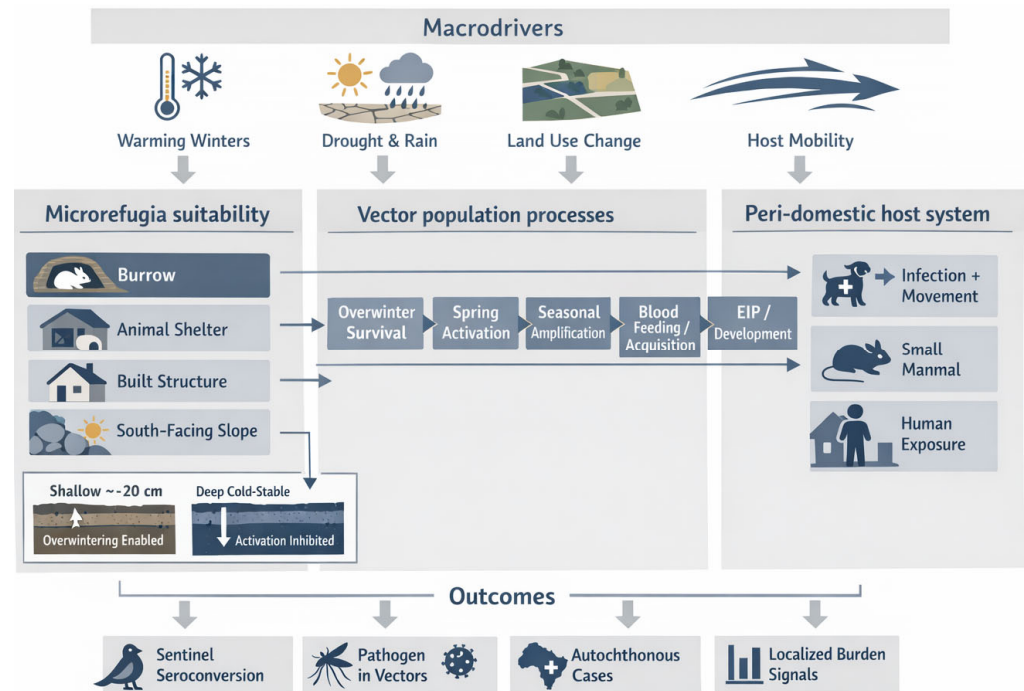 Macrodrivers
Warming Winters
Drought & Rain
Land Use Change
Host Mobility
Microrefugia suitability
Burrow
Animal Shelter
Built Structure
South-Facing Slope
Shallow ~-20 cm
Overwintering Enabled
Deep Cold-Stable
Activation Inhibited
Vector population processes
Overwinter
Survival
Spring
Activation
Seasonal
Amplification
Blood
Feeding /
Acquisition
EIP /
Development
Peri-domestic host system
Infection +
Movement
Small
Manmal
Human
Exposure
Outcomes
Sentinel
Seroconversion
Pathogen
in Vectors
Autochthonous
Cases
Localized Burden
Signals